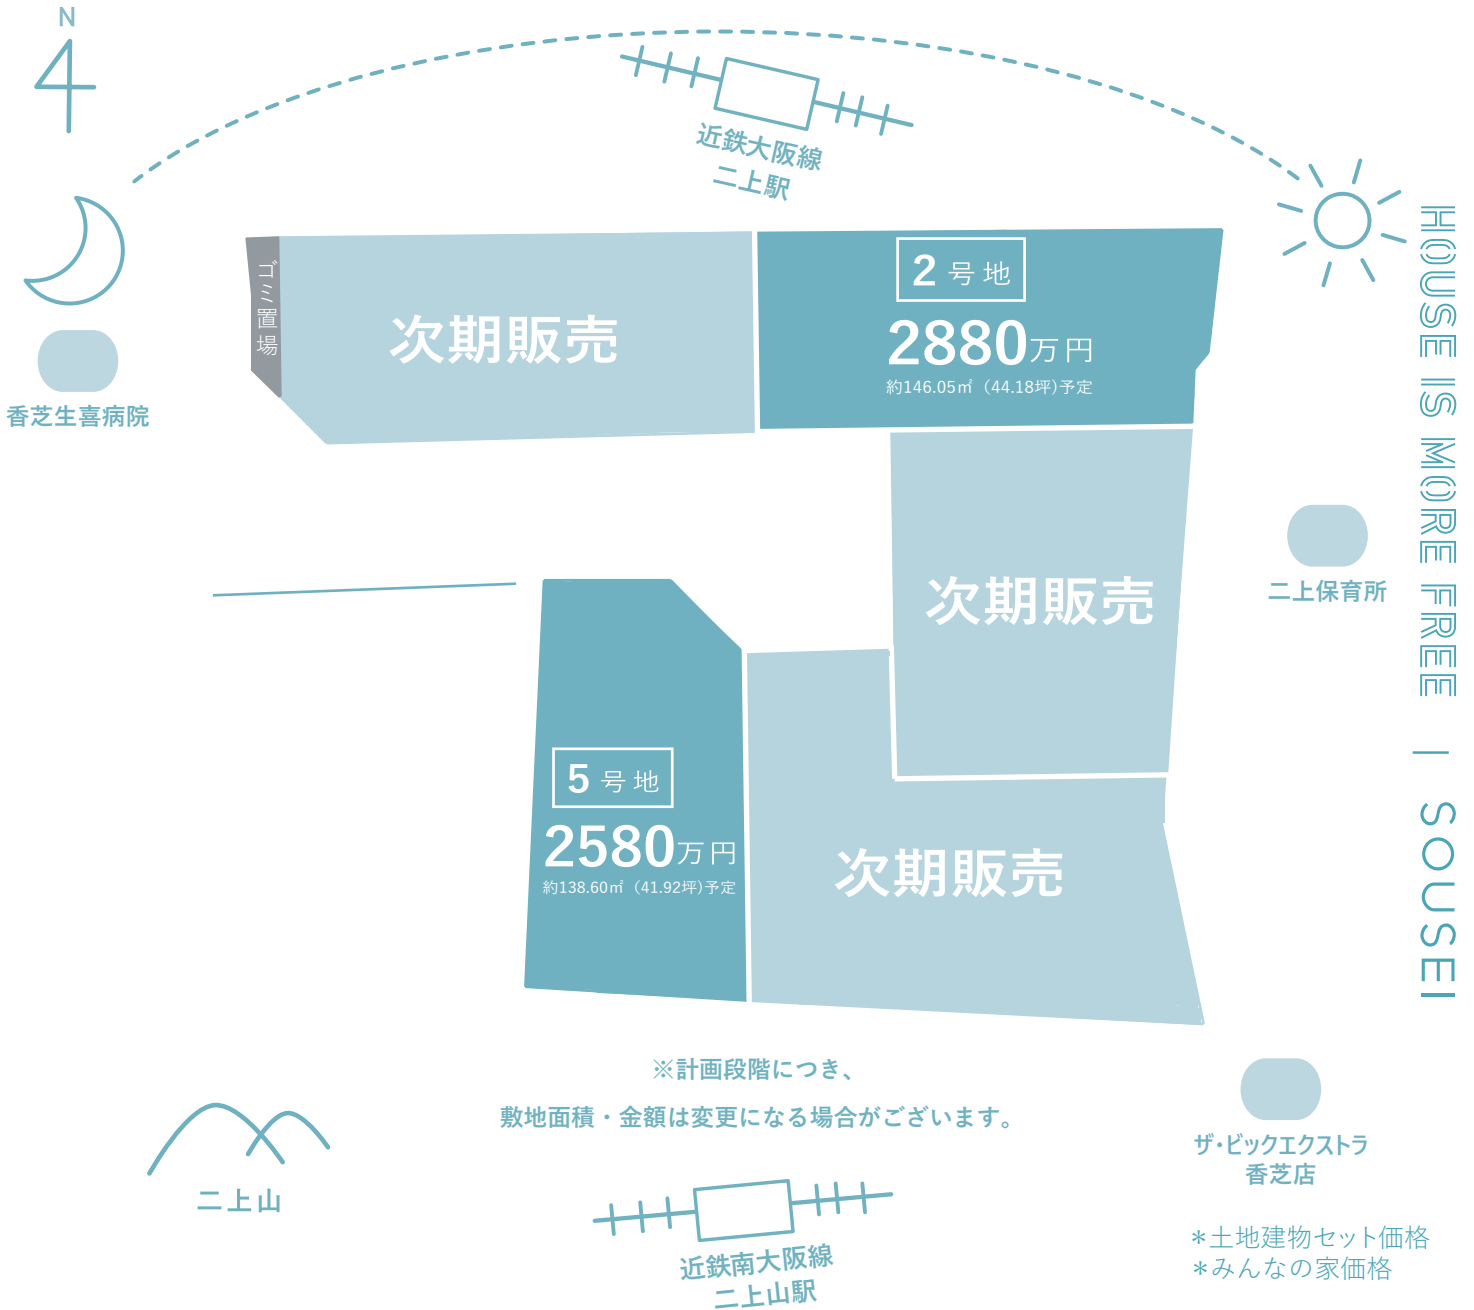 N
近鉄大阪線
二上駅
ゴミ置場
次期販売
2号地
2880万円
約146.05㎡（44.18坪）予定
香芝生喜病院
次期販売
二上保育所
5号地
2580万円
約138.60㎡（41.92坪）予定
次期販売
HOUSE IS MORE FREE | SOUSEI
※計画段階につき、
敷地面積・金額は変更になる場合がございます。
ザ・ビックエクストラ
香芝店
二上山
近鉄南大阪線
二上山駅
＊土地建物セット価格
＊みんなの家価格